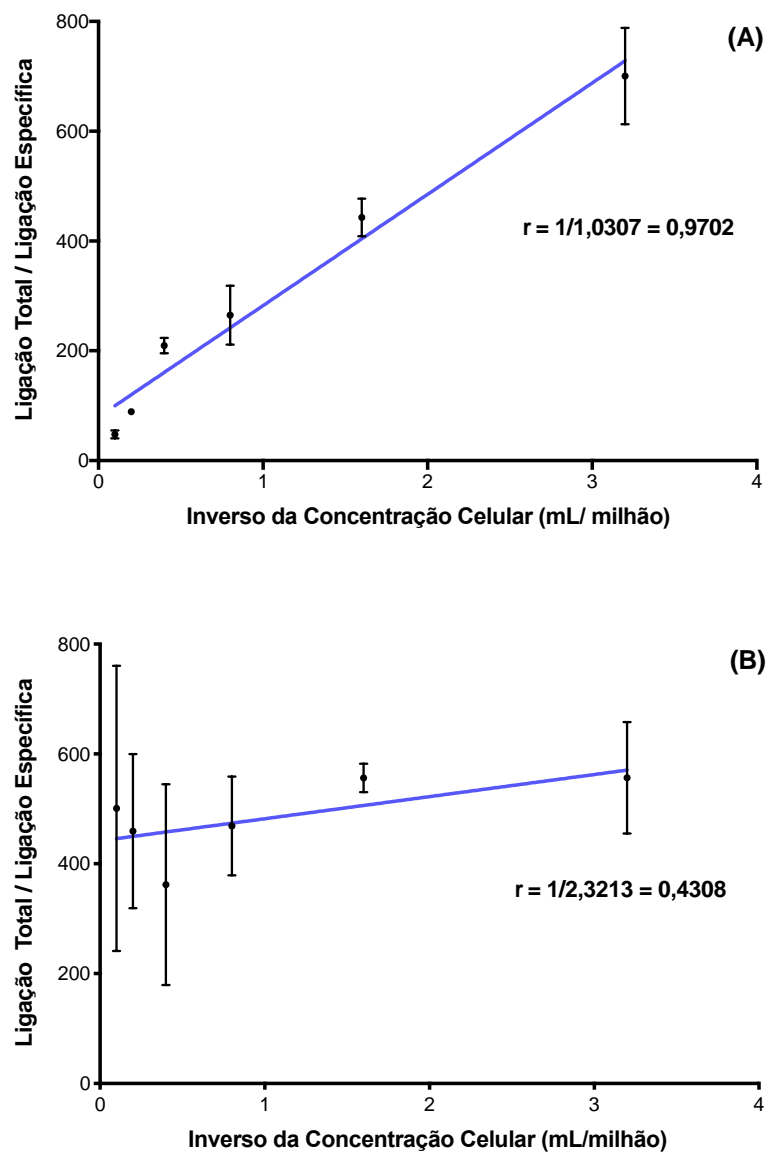 (A)
800
600
400
200
0
Ligação Total / Ligação Específica
r = 1/1,0307 = 0,9702
0 1 2 3 4
Inverso da Concentração Celular (mL/ milhão)
(B)
800
600
400
200
0
Ligação Total / Ligação Específica
r = 1/2,3213 = 0,4308
0 1 2 3 4
Inverso da Concentração Celular (mL/milhão)